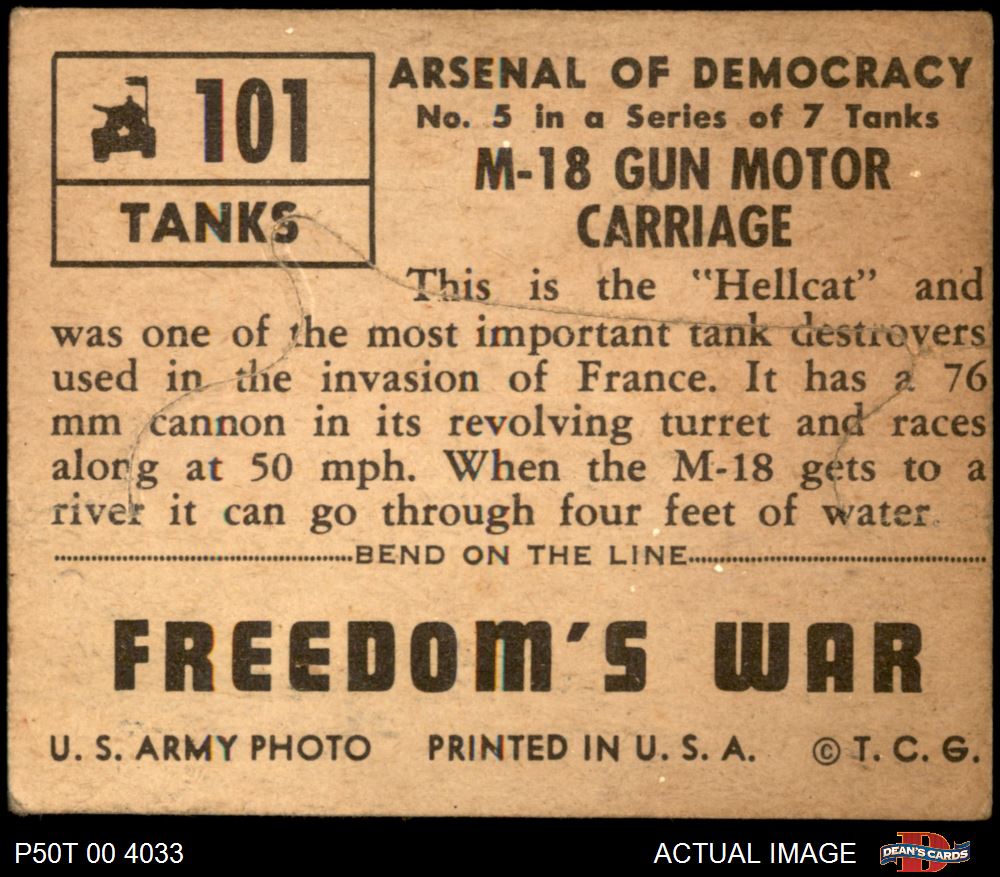 101
TANKS
ARSENAL OF DEMOCRACY
No. 5 in a Series of 7 Tanks
M-18 GUN MOTOR
CARRIAGE
This is the "Hellcat" and
was one of the most important tank destroyers
used in the invasion of France. It has a 76
mm cannon in its revolving turret and races
along at 50 mph. When the M-18 gets to a
river it can go through four feet of water.
BEND ON THE LINE
FREEDOM'S WAR
U. S. ARMY PHOTO PRINTED IN U. S. A. © T. C. G.
P50T 00 4033 ACTUAL IMAGE DEAN'S CARDS